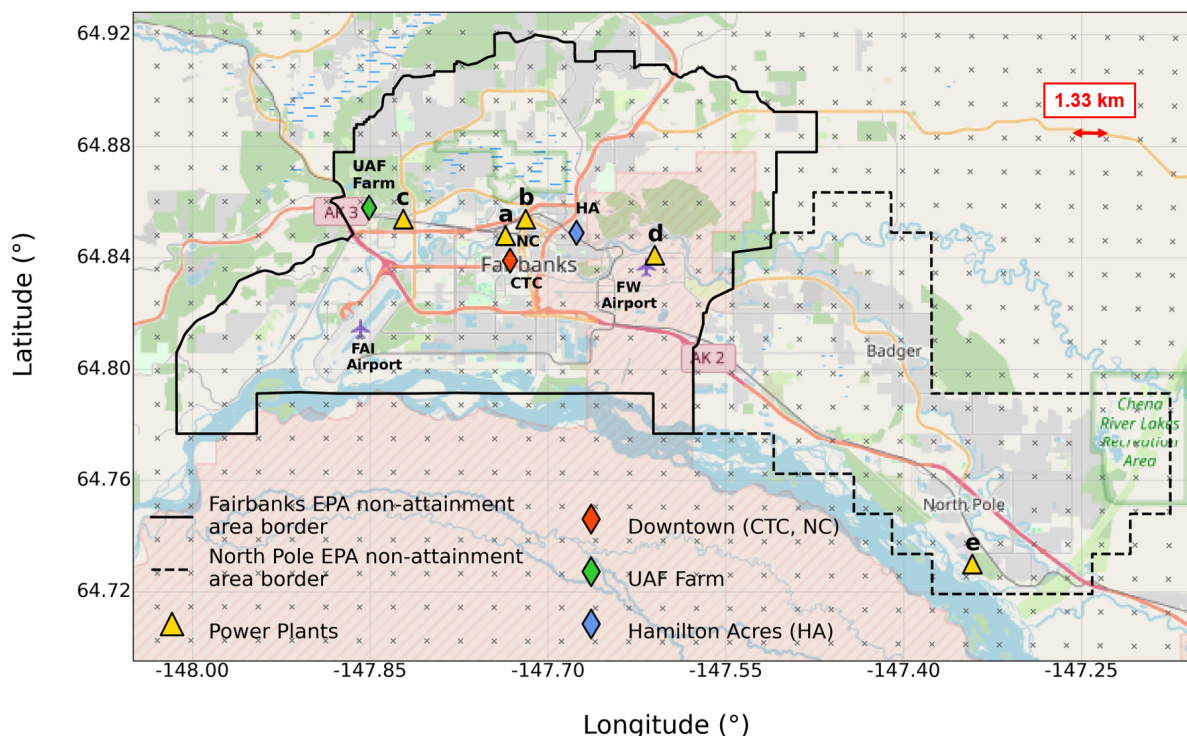 64.92
64.88
64.84
64.80
64.76
64.72
Latitude (°)
1.33 km
UAF
Farm
c
b
a
HA
AK 3
NC
d
Fairbanks
CTC
FW
Airport
FAI
Airport
AK 2
Badger
Chena
River Lakes
Recreation
Area
North Pole
e
Fairbanks EPA non-attainment
area border
North Pole EPA non-attainment
area border
Power Plants
Downtown (CTC, NC)
UAF Farm
Hamilton Acres (HA)
-148.00
-147.85
-147.70
-147.55
-147.40
-147.25
Longitude (°)